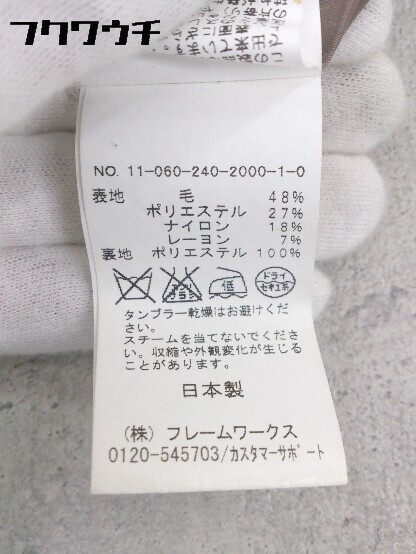 フクワウチ
NO. 11-060-240-2000-1-0
表地 毛 48%
ポリエステル 27%
ナイロン 18%
レーヨン 7%
裏地 ポリエステル 100%
エンソ サラシ 低 ドライ セキユ系
タンブラー乾燥はお避けくだ
さい。
スチームを当てないでくださ
い。収縮や外観変化が生じる
ことがあります。
日本製
(株) フレームワークス
0120-545703/カスタマーサポート